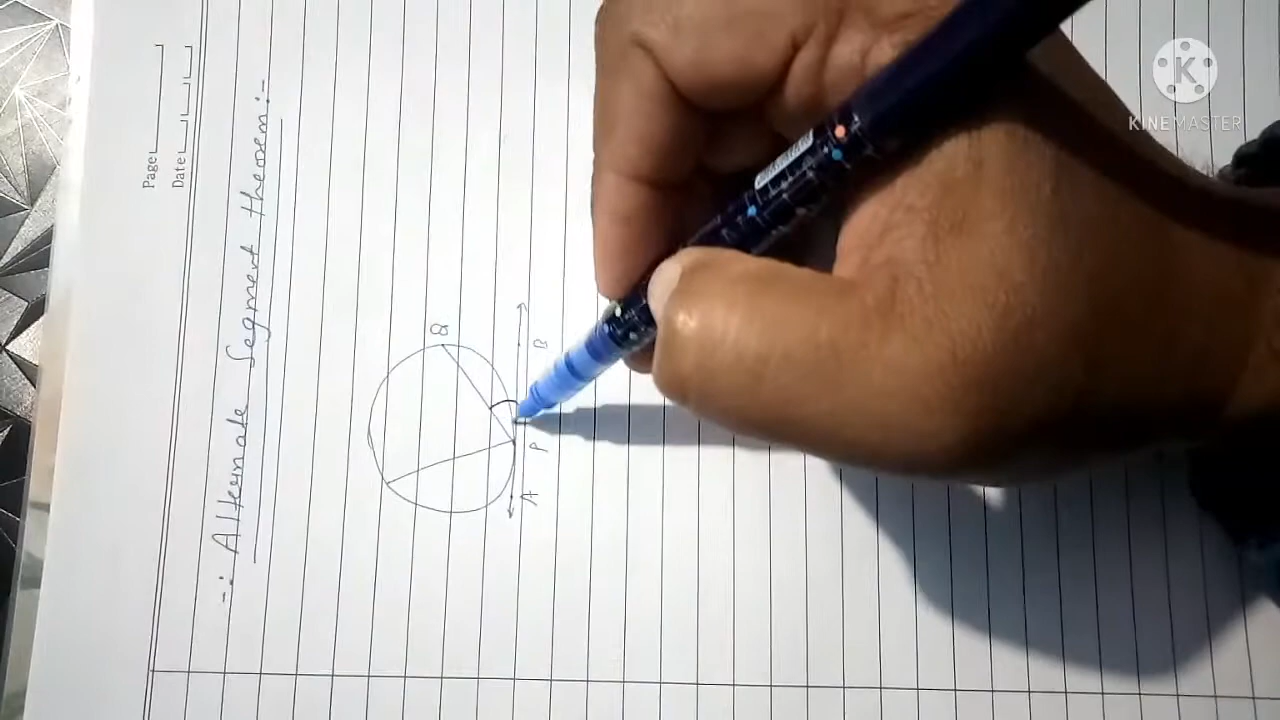 Page
Date
-: Alternate Segment theorem :-
Q
A P B
K
KINEMASTER